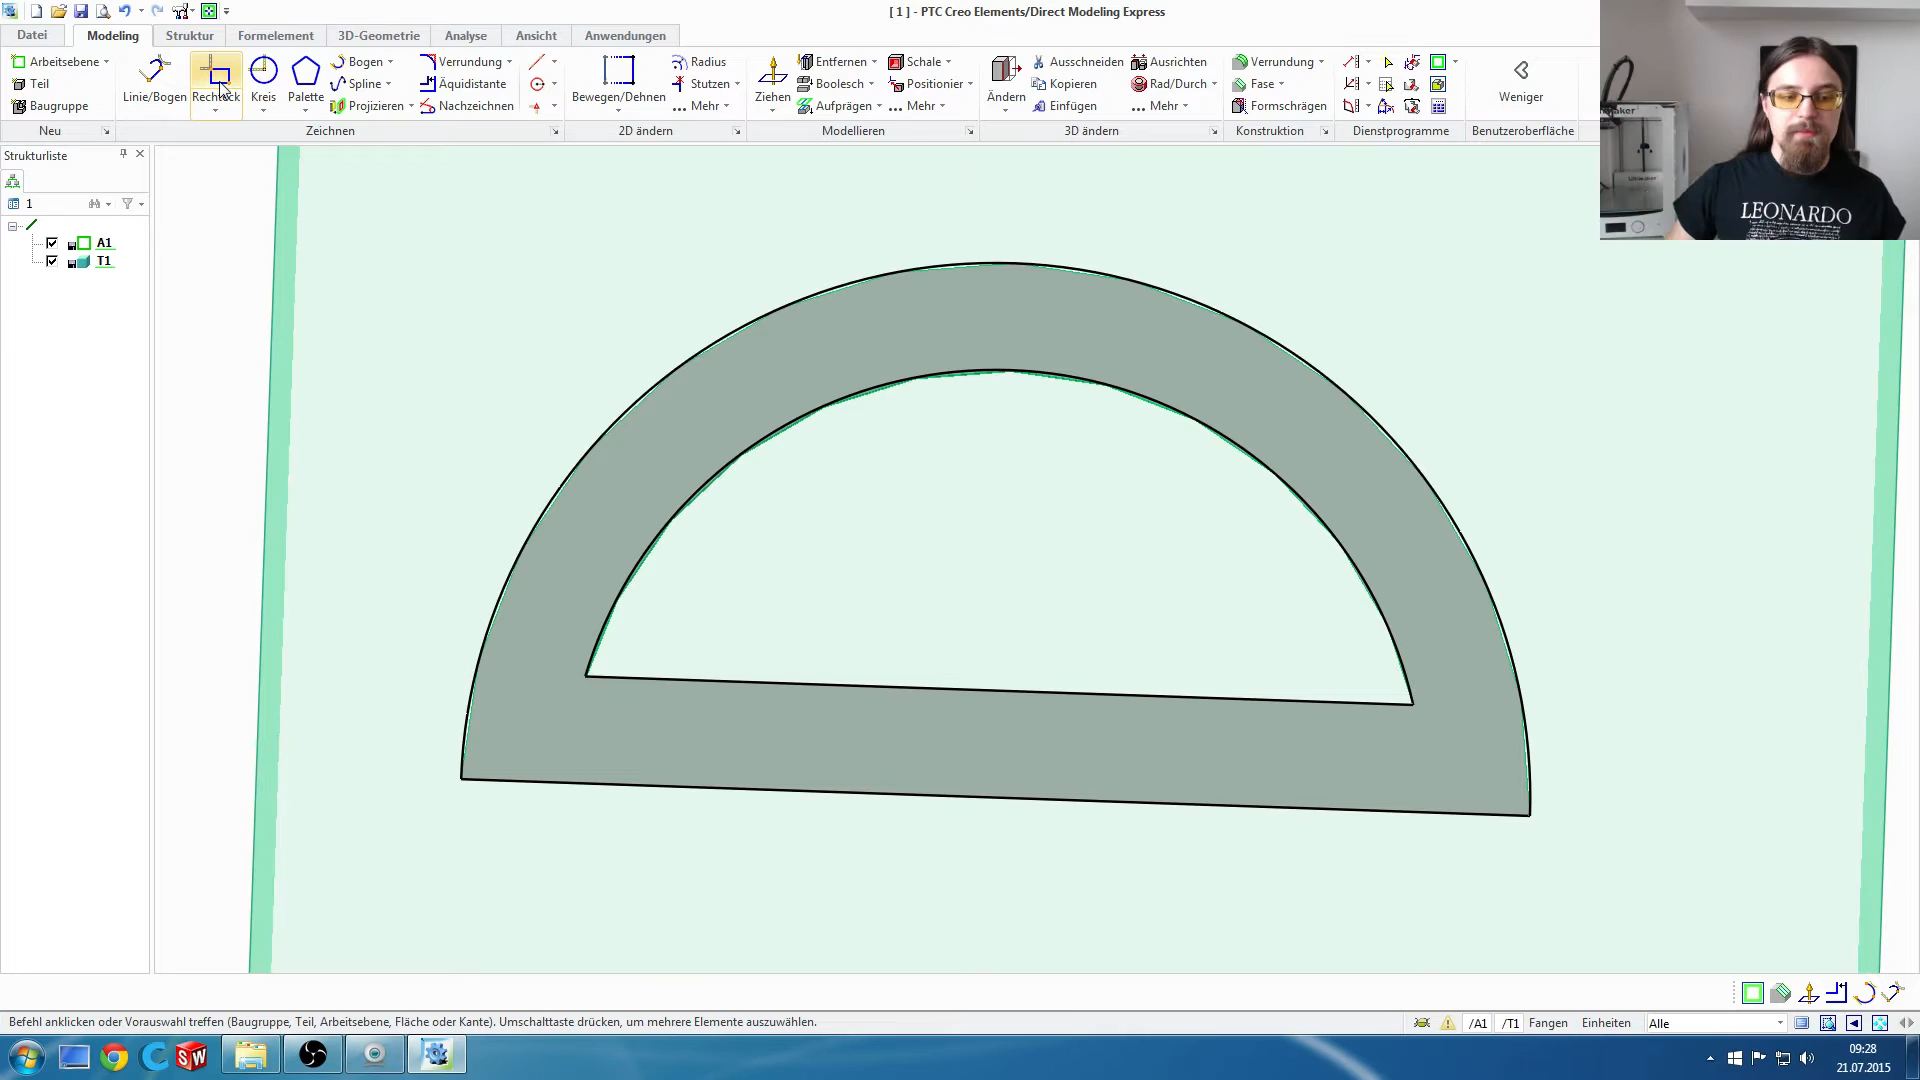 [ 1 ] - PTC Creo Elements/Direct Modeling Express
Datei Modeling Struktur Formelement 3D-Geometrie Analyse Ansicht Anwendungen
Arbeitsebene
Teil
Baugruppe
Neu
Linie/Bogen
Rechteck
Kreis
Palette
Bogen
Spline
Projizieren
Verrundung
Äquidistante
Nachzeichnen
Zeichnen
Bewegen/Dehnen
Radius
Stutzen
Mehr
2D ändern
Ziehen
Entfernen
Boolesch
Aufprägen
Schale
Positionier
Mehr
Modellieren
Ändern
Ausschneiden
Kopieren
Einfügen
Ausrichten
Rad/Durch
Mehr
3D ändern
Verrundung
Fase
Formschrägen
Konstruktion
Dienstprogramme
Weniger
Benutzeroberfläche
Strukturliste
1
A1
T1
LEONARDO
Befehl anklicken oder Vorauswahl treffen (Baugruppe, Teil, Arbeitsebene, Fläche oder Kante). Umschalttaste drücken, um mehrere Elemente auszuwählen.
/A1 /T1 Fangen Einheiten Alle
SW
09:28
21.07.2015